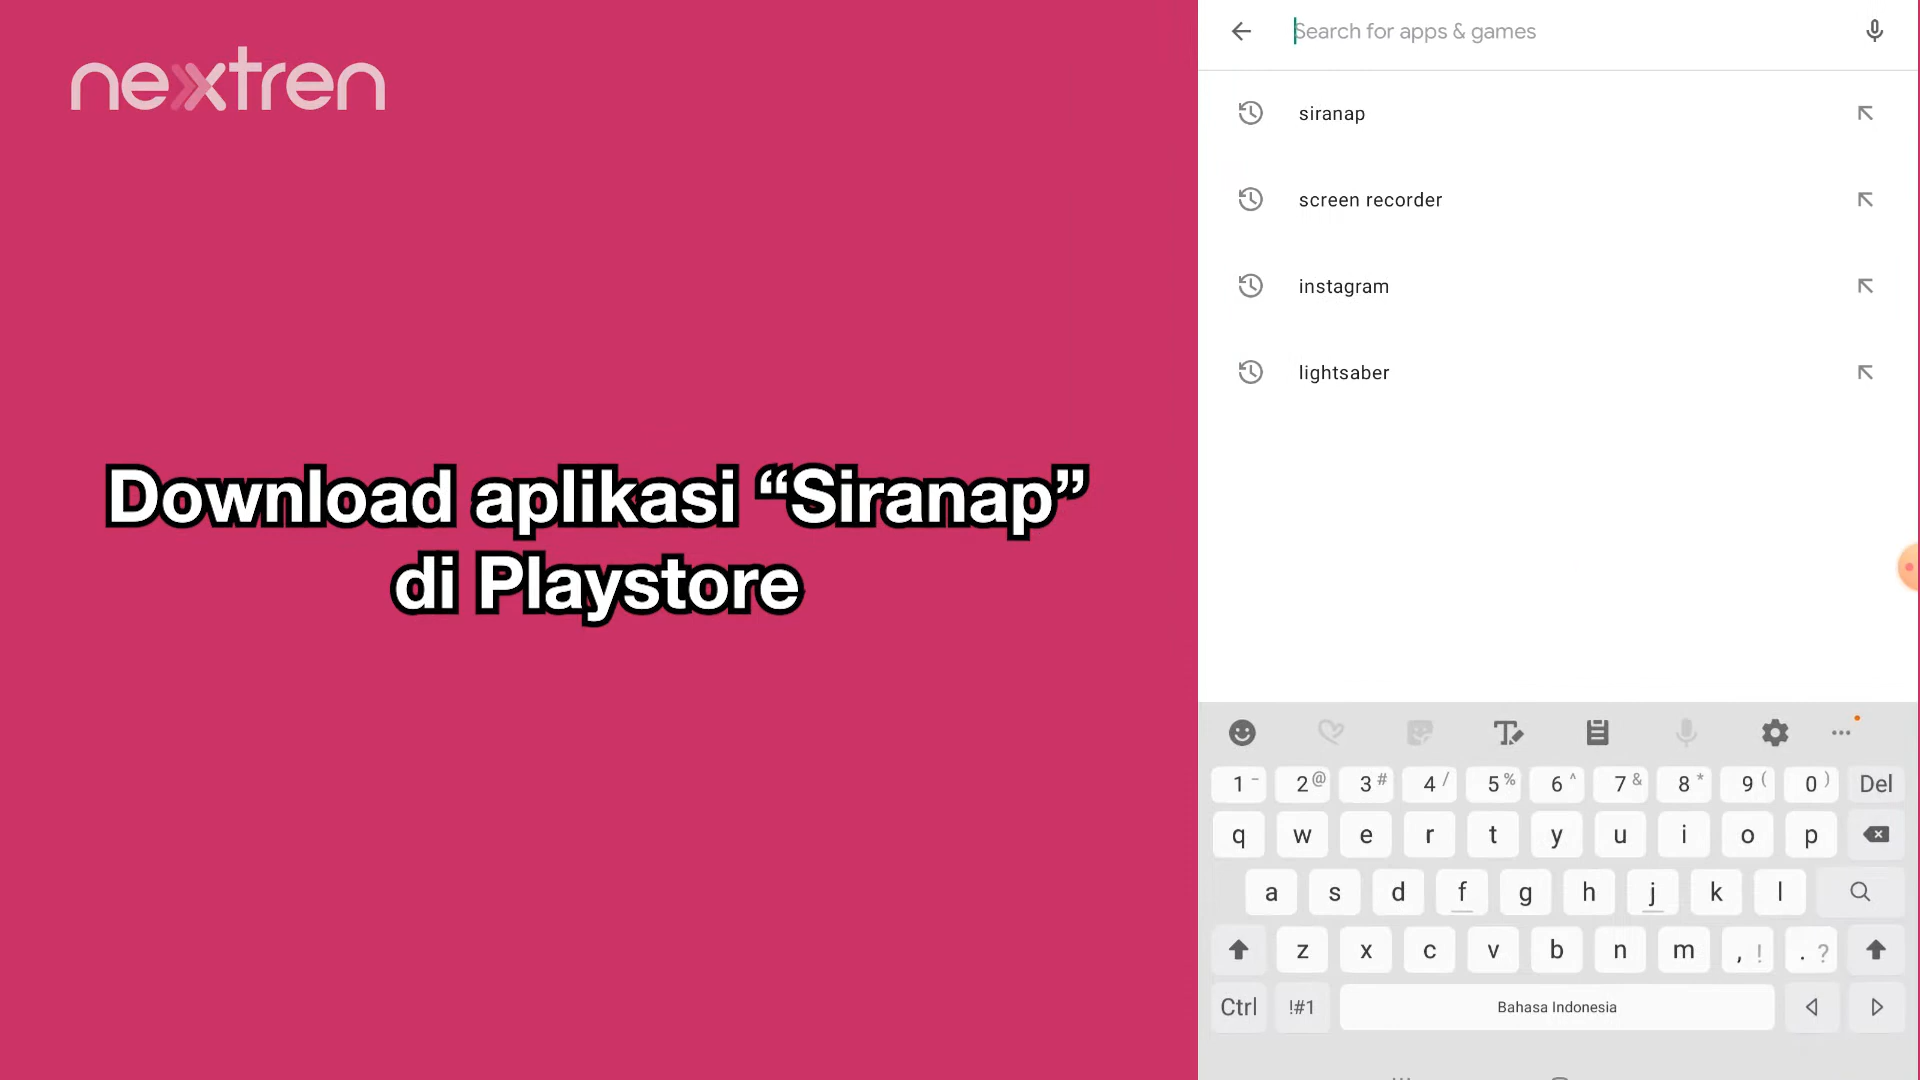 nextren
Download aplikasi “Siranap”
di Playstore
Search for apps & games
siranap
screen recorder
instagram
lightsaber
1 - 2 @ 3 # 4 / 5 % 6 ^ 7 & 8 * 9 ( 0 ) Del
q w e r t y u i o p
a s d f g h j k l
z x c v b n m , ! . ?
Ctrl !#1 Bahasa Indonesia